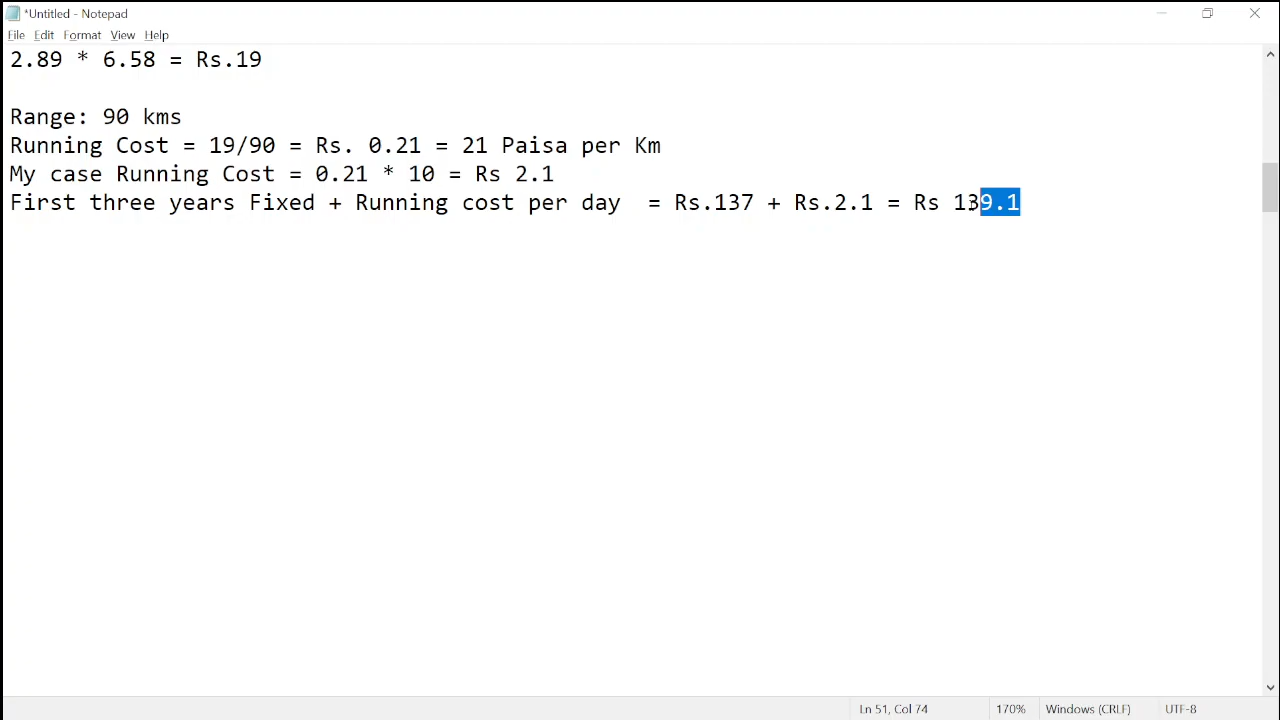 *Untitled - Notepad
File Edit Format View Help
2.89 * 6.58 = Rs.19
Range: 90 kms
Running Cost = 19/90 = Rs. 0.21 = 21 Paisa per Km
My case Running Cost = 0.21 * 10 = Rs 2.1
First three years Fixed + Running cost per day  = Rs.137 + Rs.2.1 = Rs 139.1
Ln 51, Col 74 170% Windows (CRLF) UTF-8